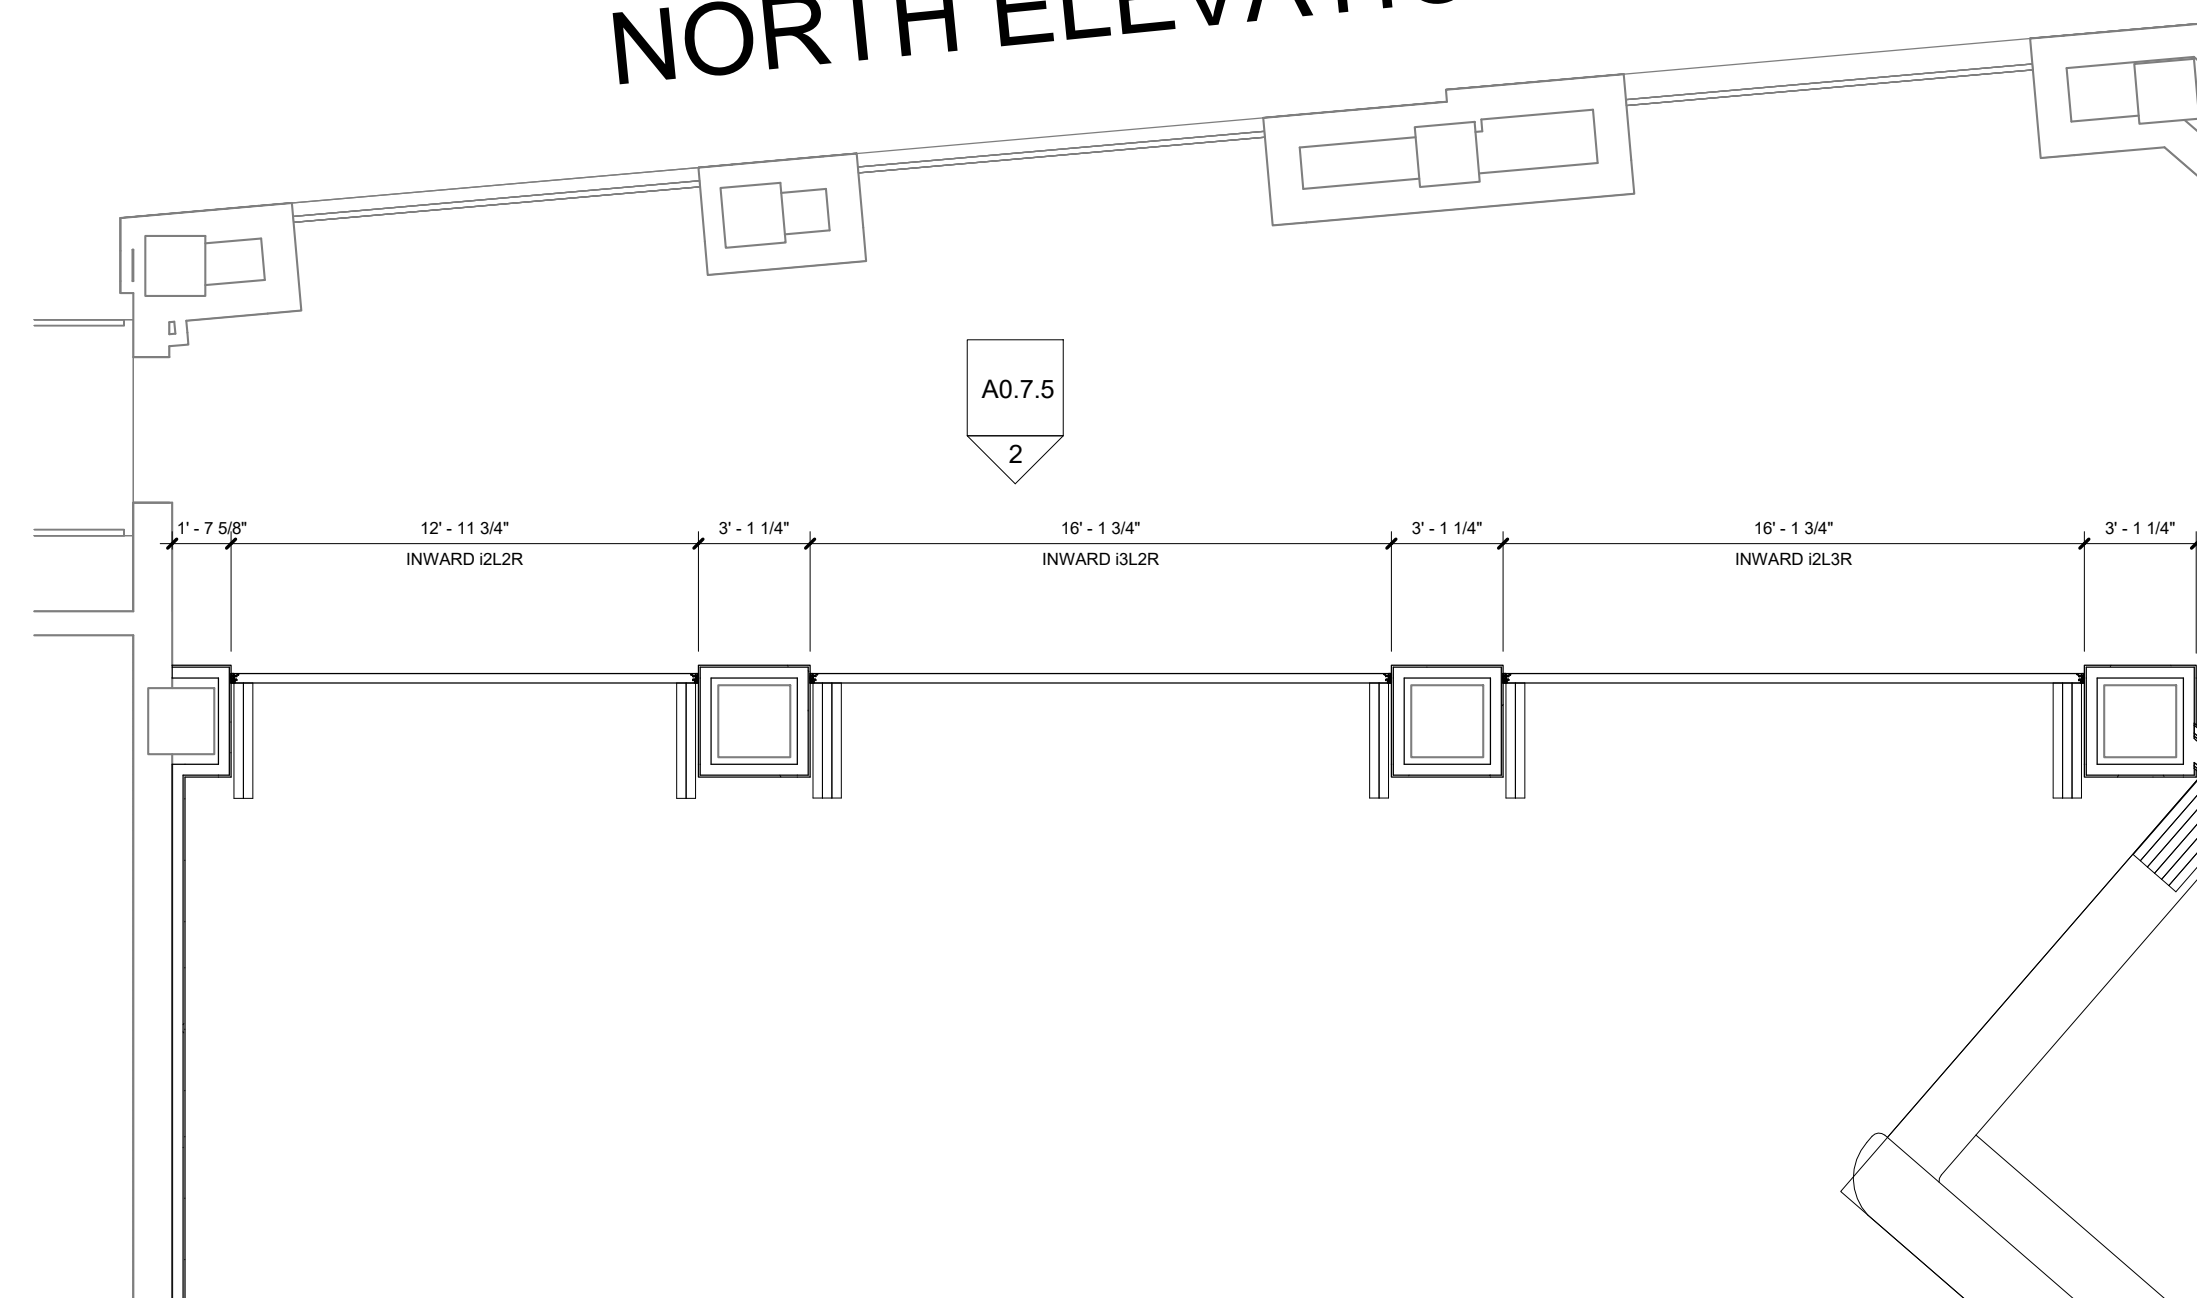 NORTH ELEVATIO
A0.7.5
2
1' - 7 5/8"
12' - 11 3/4"
3' - 1 1/4"
16' - 1 3/4"
3' - 1 1/4"
16' - 1 3/4"
3' - 1 1/4"
INWARD i2L2R
INWARD i3L2R
INWARD i2L3R